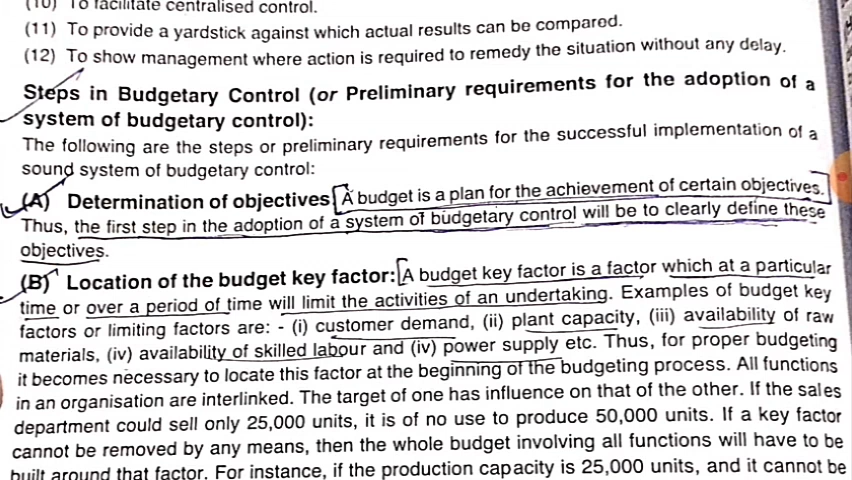 (10) To facilitate centralised control.
(11) To provide a yardstick against which actual results can be compared.
(12) To show management where action is required to remedy the situation without any delay.
Steps in Budgetary Control (or Preliminary requirements for the adoption of a
system of budgetary control):
The following are the steps or preliminary requirements for the successful implementation of a
sound system of budgetary control:
(A) Determination of objectives: A budget is a plan for the achievement of certain objectives.
Thus, the first step in the adoption of a system of budgetary control will be to clearly define these
objectives.
(B) Location of the budget key factor: A budget key factor is a factor which at a particular
time or over a period of time will limit the activities of an undertaking. Examples of budget key
factors or limiting factors are: - (i) customer demand, (ii) plant capacity, (iii) availability of raw
materials, (iv) availability of skilled labour and (iv) power supply etc. Thus, for proper budgeting
it becomes necessary to locate this factor at the beginning of the budgeting process. All functions
in an organisation are interlinked. The target of one has influence on that of the other. If the sales
department could sell only 25,000 units, it is of no use to produce 50,000 units. If a key factor
cannot be removed by any means, then the whole budget involving all functions will have to be
built around that factor. For instance, if the production capacity is 25,000 units, and it cannot be